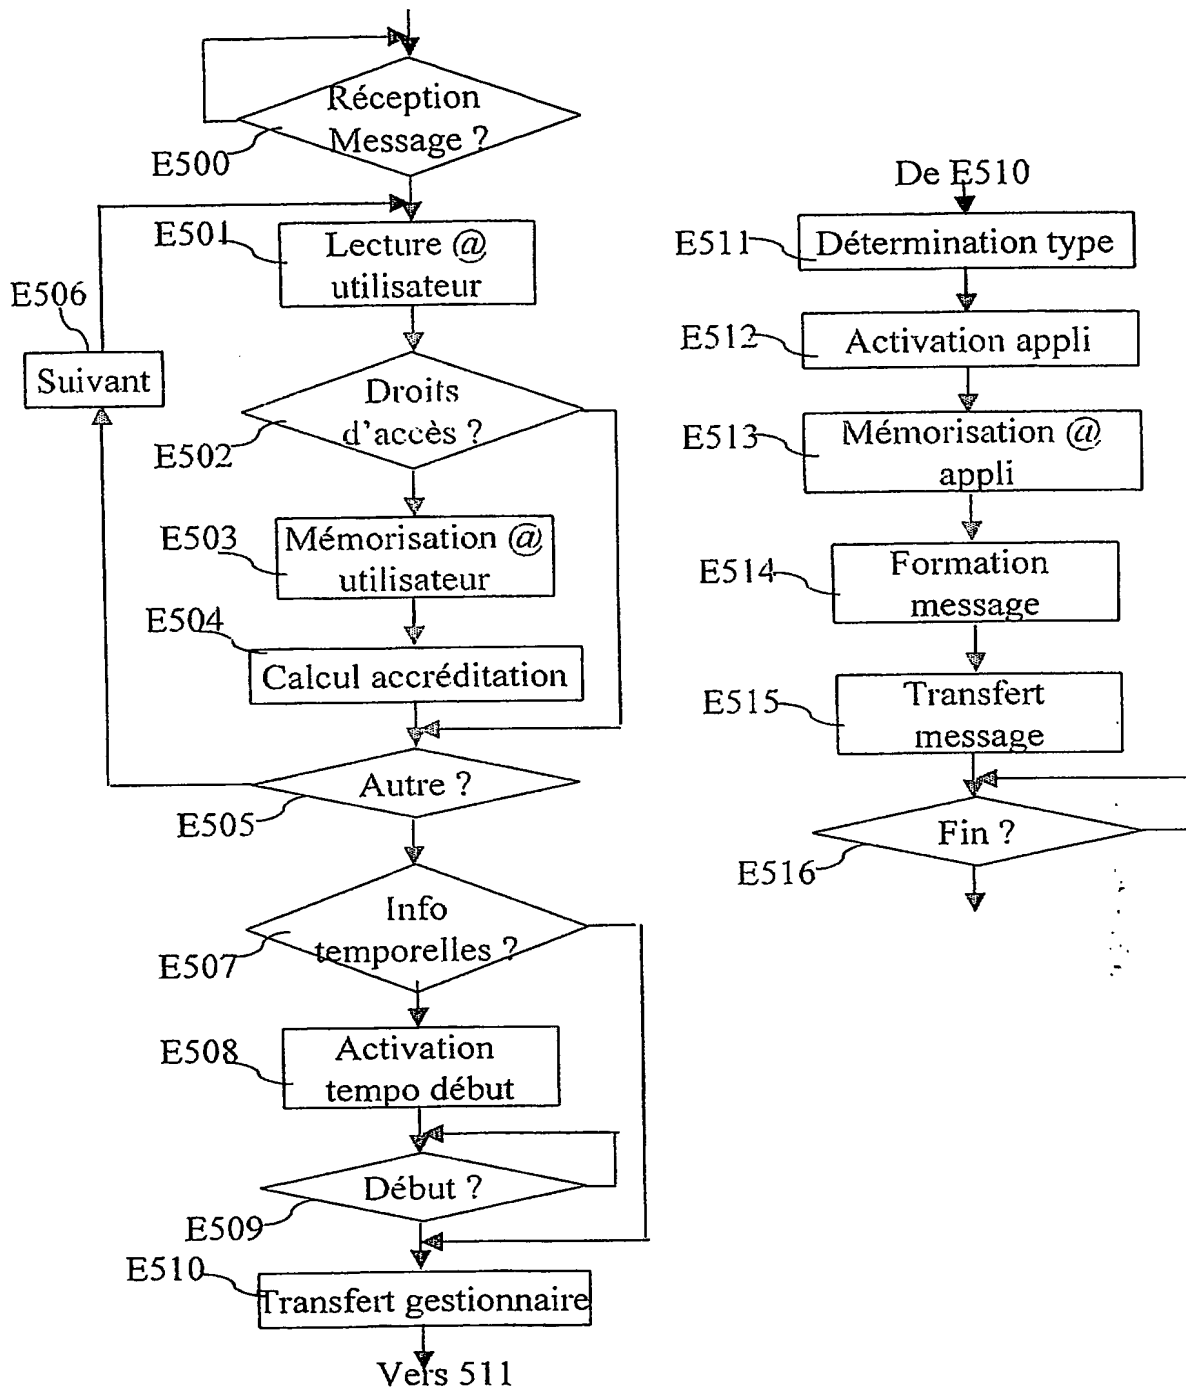 Réception
Message ?
E500
E501
Lecture @
utilisateur
E506
Suivant
Droits
d'accès ?
E502
E503
Mémorisation @
utilisateur
E504
Calcul accréditation
Autre ?
E505
Info
temporelles ?
E507
E508
Activation
tempo début
Début ?
E509
E510
Transfert gestionnaire
Vers 511
De E510
E511
Détermination type
E512
Activation appli
E513
Mémorisation @
appli
E514
Formation
message
E515
Transfert
message
Fin ?
E516